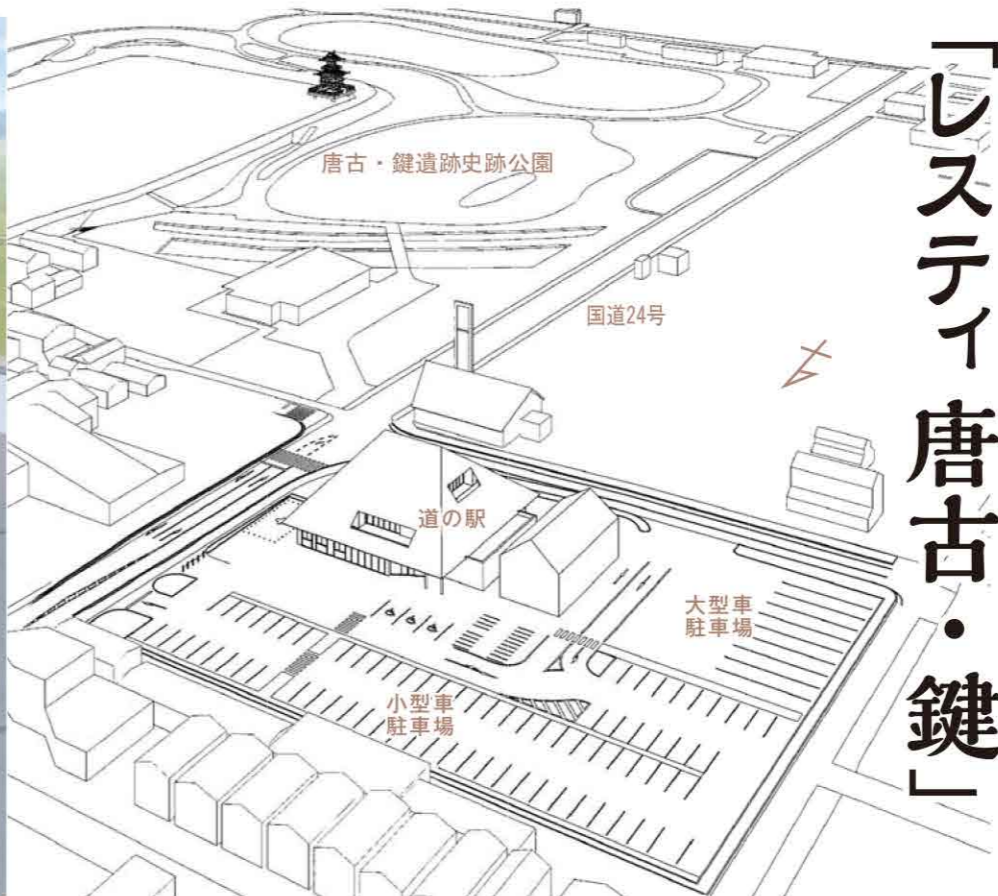 「レスティ 唐古・鍵」
唐古・鍵遺跡史跡公園
国道24号
道の駅
大型車
駐車場
小型車
駐車場